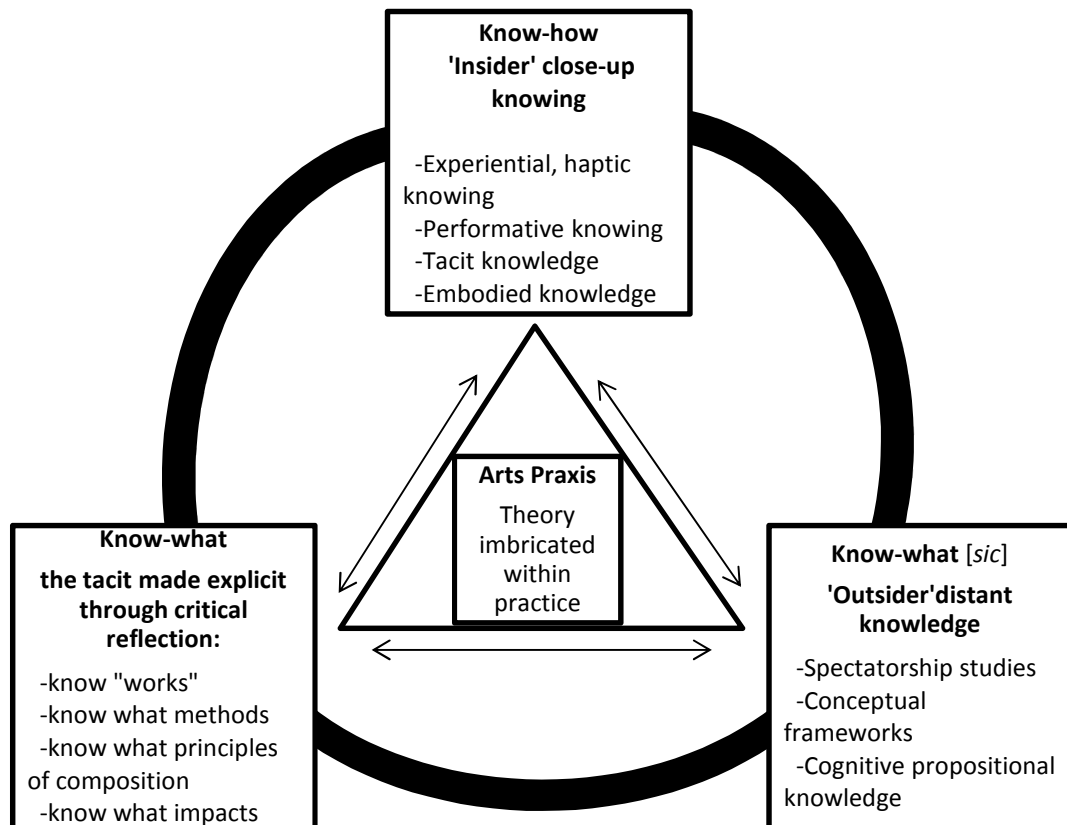 Know-how
'Insider' close-up
knowing
-Experiential, haptic
knowing
-Performative knowing
-Tacit knowledge
-Embodied knowledge
Arts Praxis
Theory
imbricated
within
practice
Know-what
the tacit made explicit
through critical
reflection:
-know "works"
-know what methods
-know what principles
of composition
-know what impacts
Know-what [sic]
'Outsider'distant
knowledge
-Spectatorship studies
-Conceptual
frameworks
-Cognitive propositional
knowledge